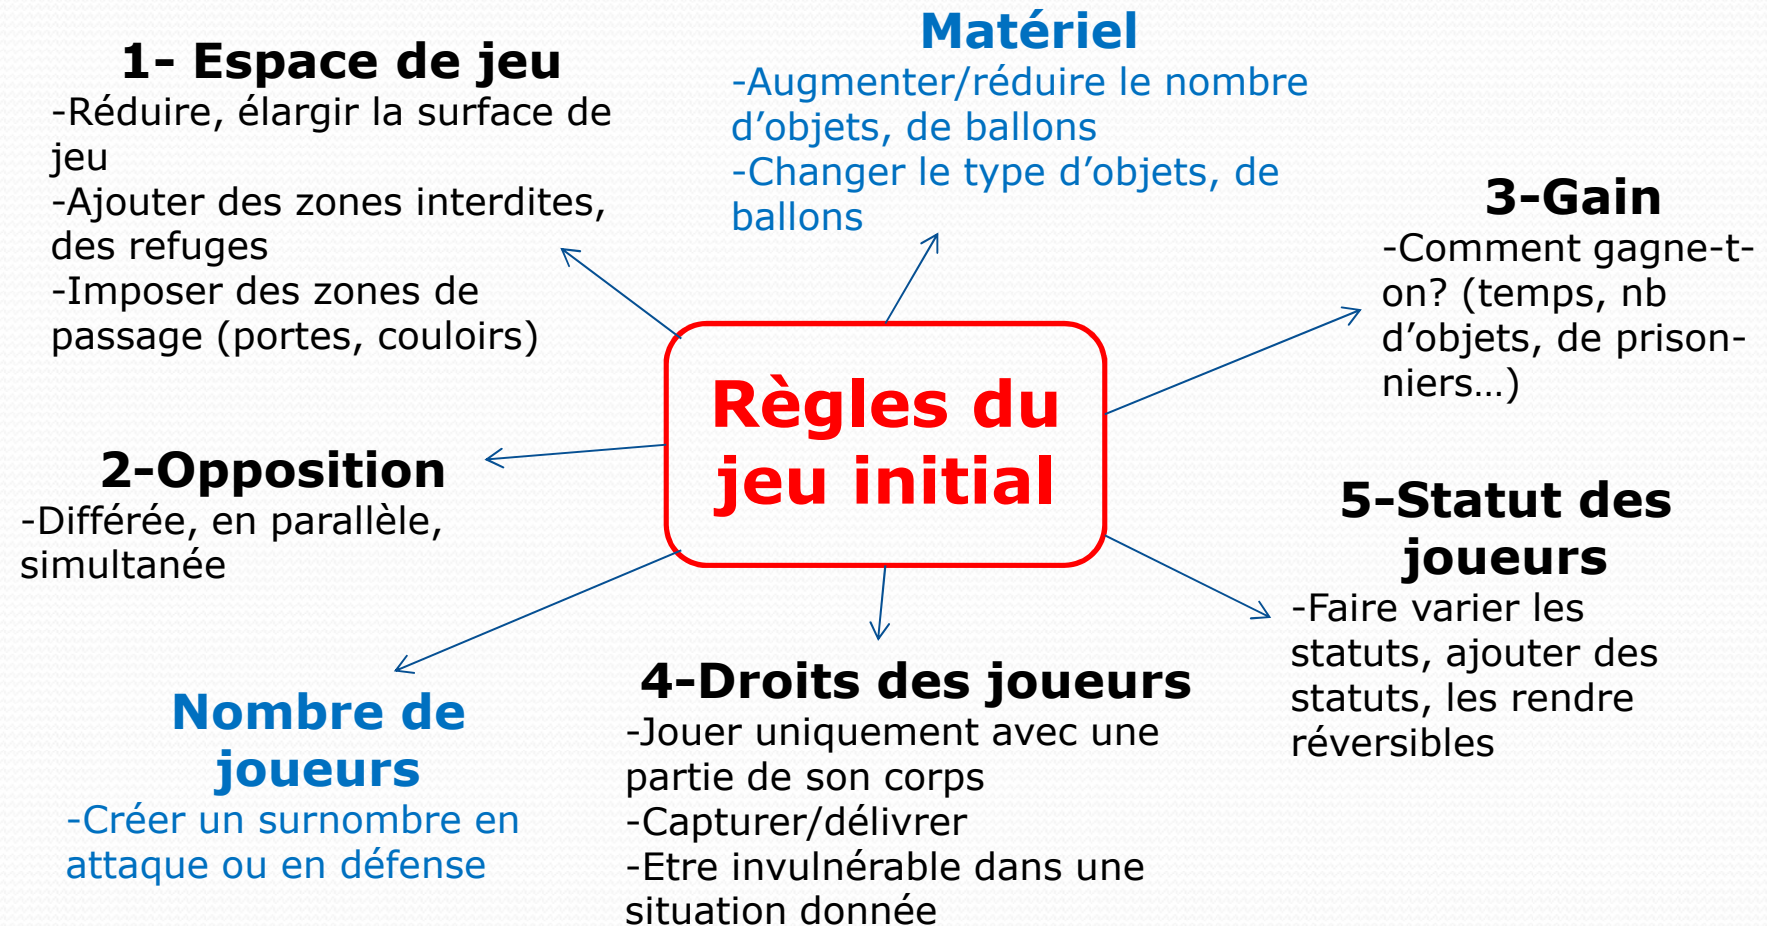 1- Espace de jeu
-Réduire, élargir la surface de
jeu
-Ajouter des zones interdites,
des refuges
-Imposer des zones de
passage (portes, couloirs)
Matériel
-Augmenter/réduire le nombre
d’objets, de ballons
-Changer le type d’objets, de
ballons
3-Gain
-Comment gagne-t-
on? (temps, nb
d’objets, de prison-
niers…)
Règles du
jeu initial
2-Opposition
-Différée, en parallèle,
simultanée
5-Statut des
joueurs
-Faire varier les
statuts, ajouter des
statuts, les rendre
réversibles
Nombre de
joueurs
-Créer un surnombre en
attaque ou en défense
4-Droits des joueurs
-Jouer uniquement avec une
partie de son corps
-Capturer/délivrer
-Etre invulnérable dans une
situation donnée